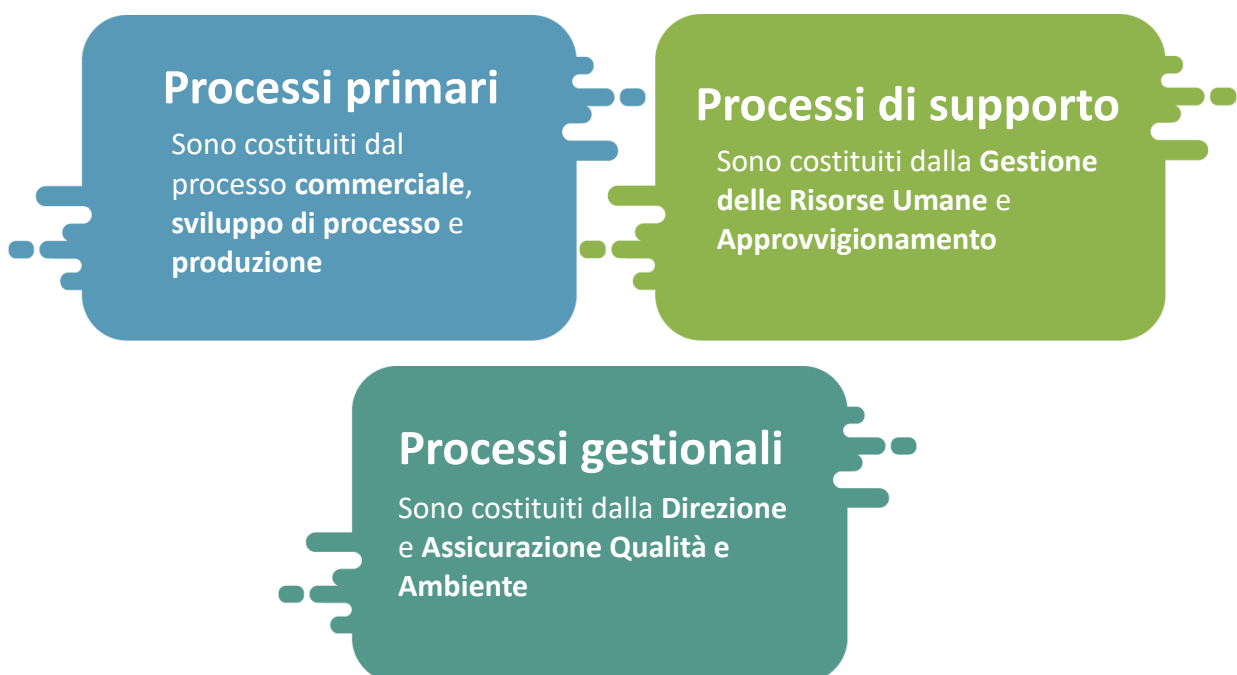 Processi primari
Sono costituiti dal
processo commerciale,
sviluppo di processo e
produzione
Processi di supporto
Sono costituiti dalla Gestione
delle Risorse Umane e
Approvvigionamento
Processi gestionali
Sono costituiti dalla Direzione
e Assicurazione Qualità e
Ambiente